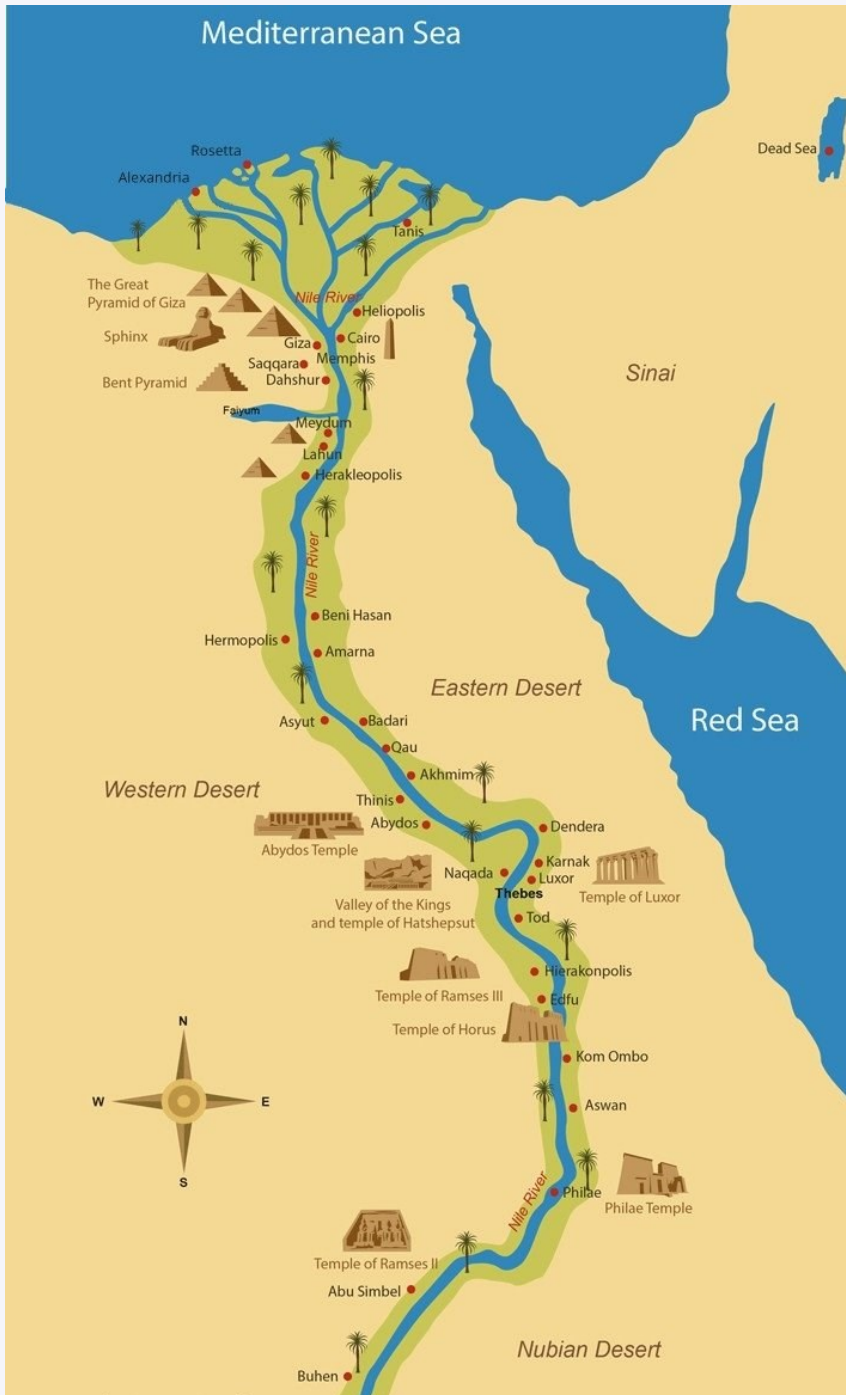 Mediterranean Sea
Rosetta
Dead Sea
Alexandria
Tanis
The Great
Pyramid of Giza
Nile River
Heliopolis
Sphinx
Giza
Cairo
Memphis
Saqqara
Bent Pyramid
Dahshur
Sinai
Faiyum
Meydum
Lahun
Herakleopolis
Nile River
Beni Hasan
Hermopolis
Amarna
Eastern Desert
Asyut
Badari
Red Sea
Qau
Akhmim
Western Desert
Thinis
Abydos
Dendera
Abydos Temple
Karnak
Naqada
Luxor
Thebes
Temple of Luxor
Valley of the Kings
and temple of Hatshepsut
Tod
Hierakonpolis
Temple of Ramses III
Edfu
Temple of Horus
N
Kom Ombo
W
E
Aswan
S
Nile River
Philae
Philae Temple
Temple of Ramses II
Abu Simbel
Nubian Desert
Buhen